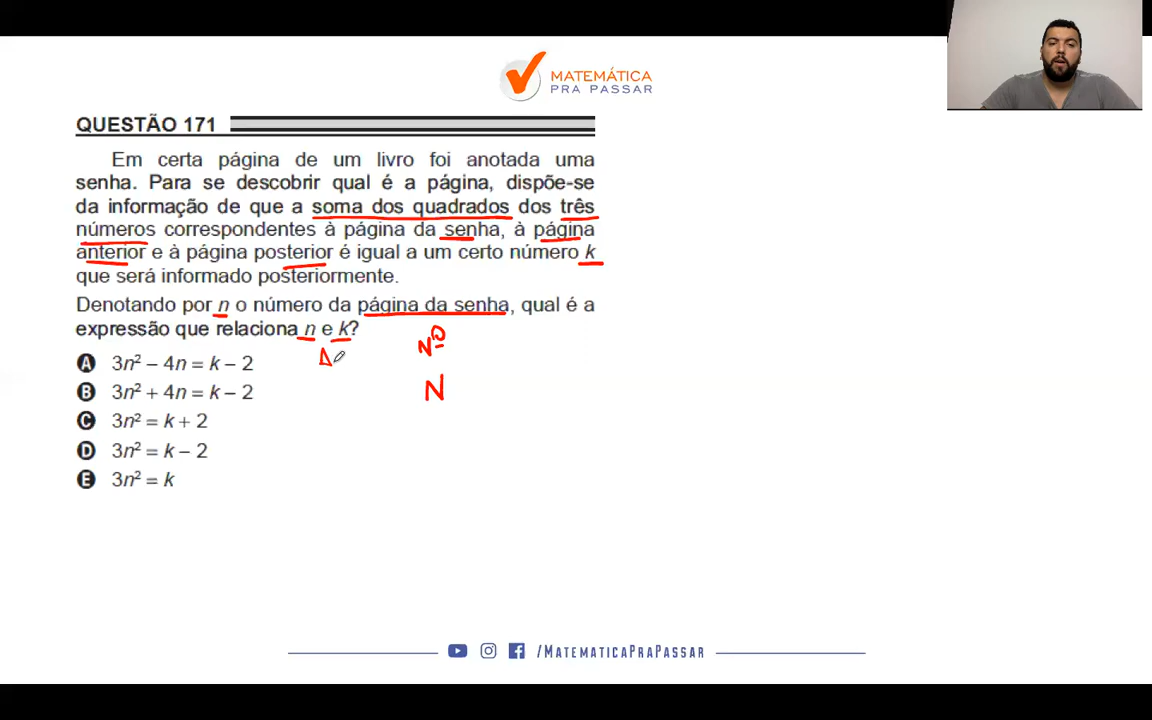 MATEMÁTICA
PRA PASSAR
QUESTÃO 171
Em certa página de um livro foi anotada uma
senha. Para se descobrir qual é a página, dispõe-se
da informação de que a soma dos quadrados dos três
números correspondentes à página da senha, à página
anterior e à página posterior é igual a um certo número k
que será informado posteriormente.
Denotando por n o número da página da senha, qual é a
expressão que relaciona n e k?
Nº
A 3n² – 4n = k – 2
N
B 3n² + 4n = k – 2
C 3n² = k + 2
D 3n² = k – 2
E 3n² = k
/MATEMATICAPRAPASSAR